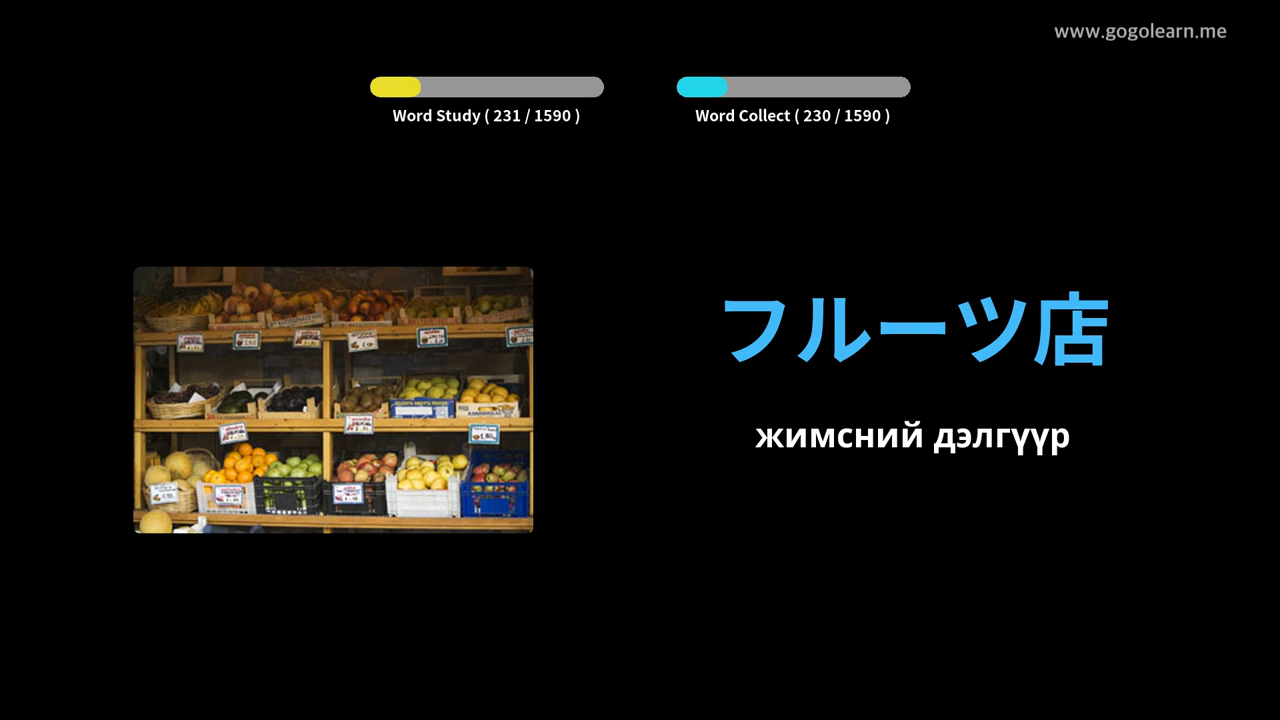 www.gogolearn.me
Word Study ( 231 / 1590 )
Word Collect ( 230 / 1590 )
フルーツ店
жимсний дэлгүүр